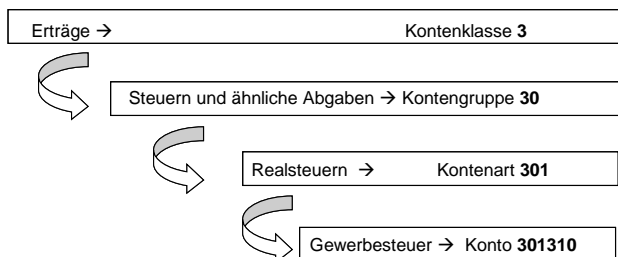 Erträge → Kontenklasse 3
Steuern und ähnliche Abgaben → Kontengruppe 30
Realsteuern → Kontenart 301
Gewerbesteuer → Konto 301310